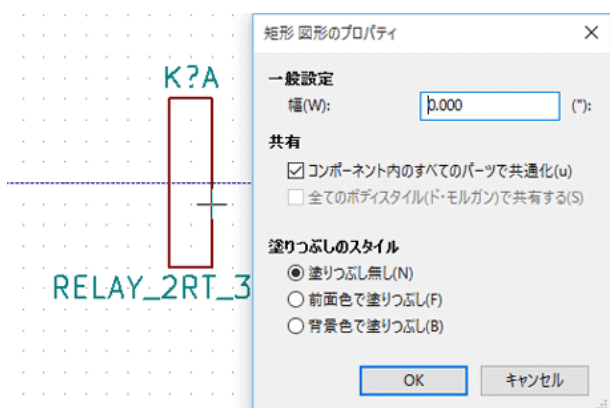 K?A
RELAY_2RT_3
矩形 図形のプロパティ
一般設定
幅(W):
0.000
("):
共有
コンポーネント内のすべてのパーツで共通化(u)
全てのボディスタイル(ド・モルガン)で共有する(S)
塗りつぶしのスタイル
塗りつぶし無し(N)
前面色で塗りつぶし(F)
背景色で塗りつぶし(B)
OK
キャンセル